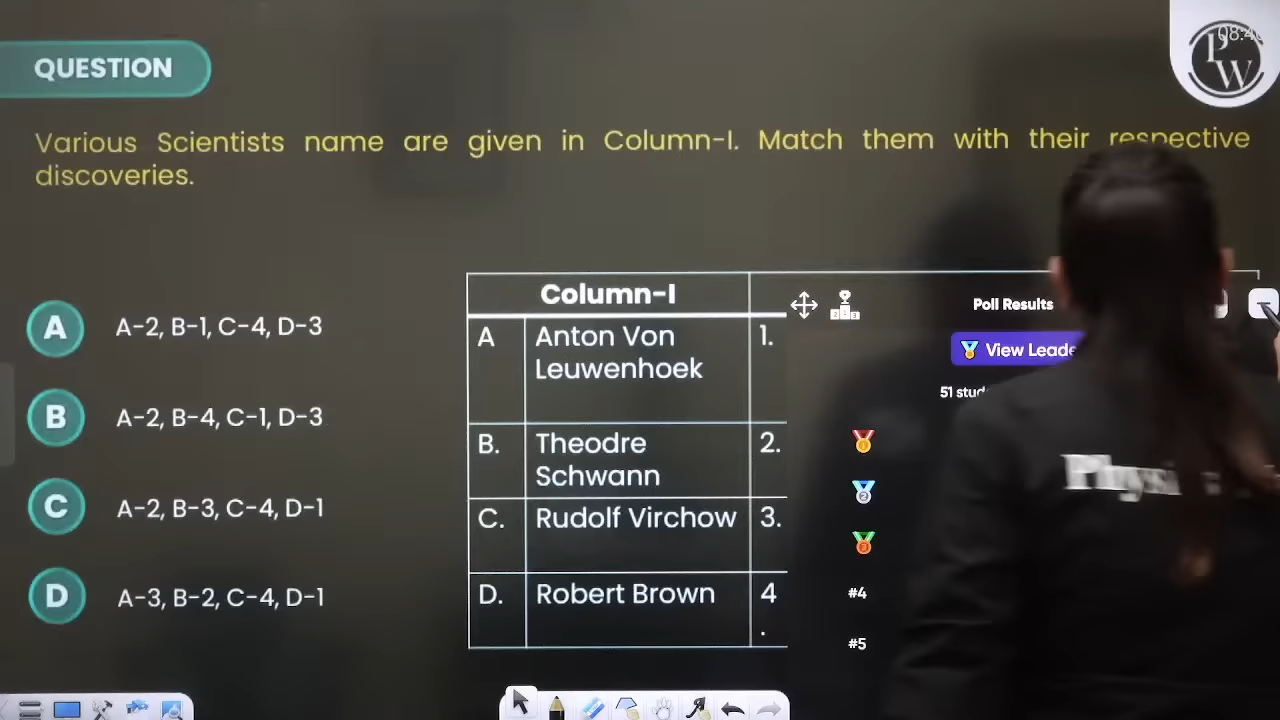 QUESTION
Various Scientists name are given in Column-I. Match them with their respective
discoveries.
A A-2, B-1, C-4, D-3
B A-2, B-4, C-1, D-3
C A-2, B-3, C-4, D-1
D A-3, B-2, C-4, D-1
Column-I
A Anton Von 1.
Leuwenhoek
B. Theodre 2.
Schwann
C. Rudolf Virchow 3.
D. Robert Brown 4
.
Poll Results
View
51
#4
#5
PW